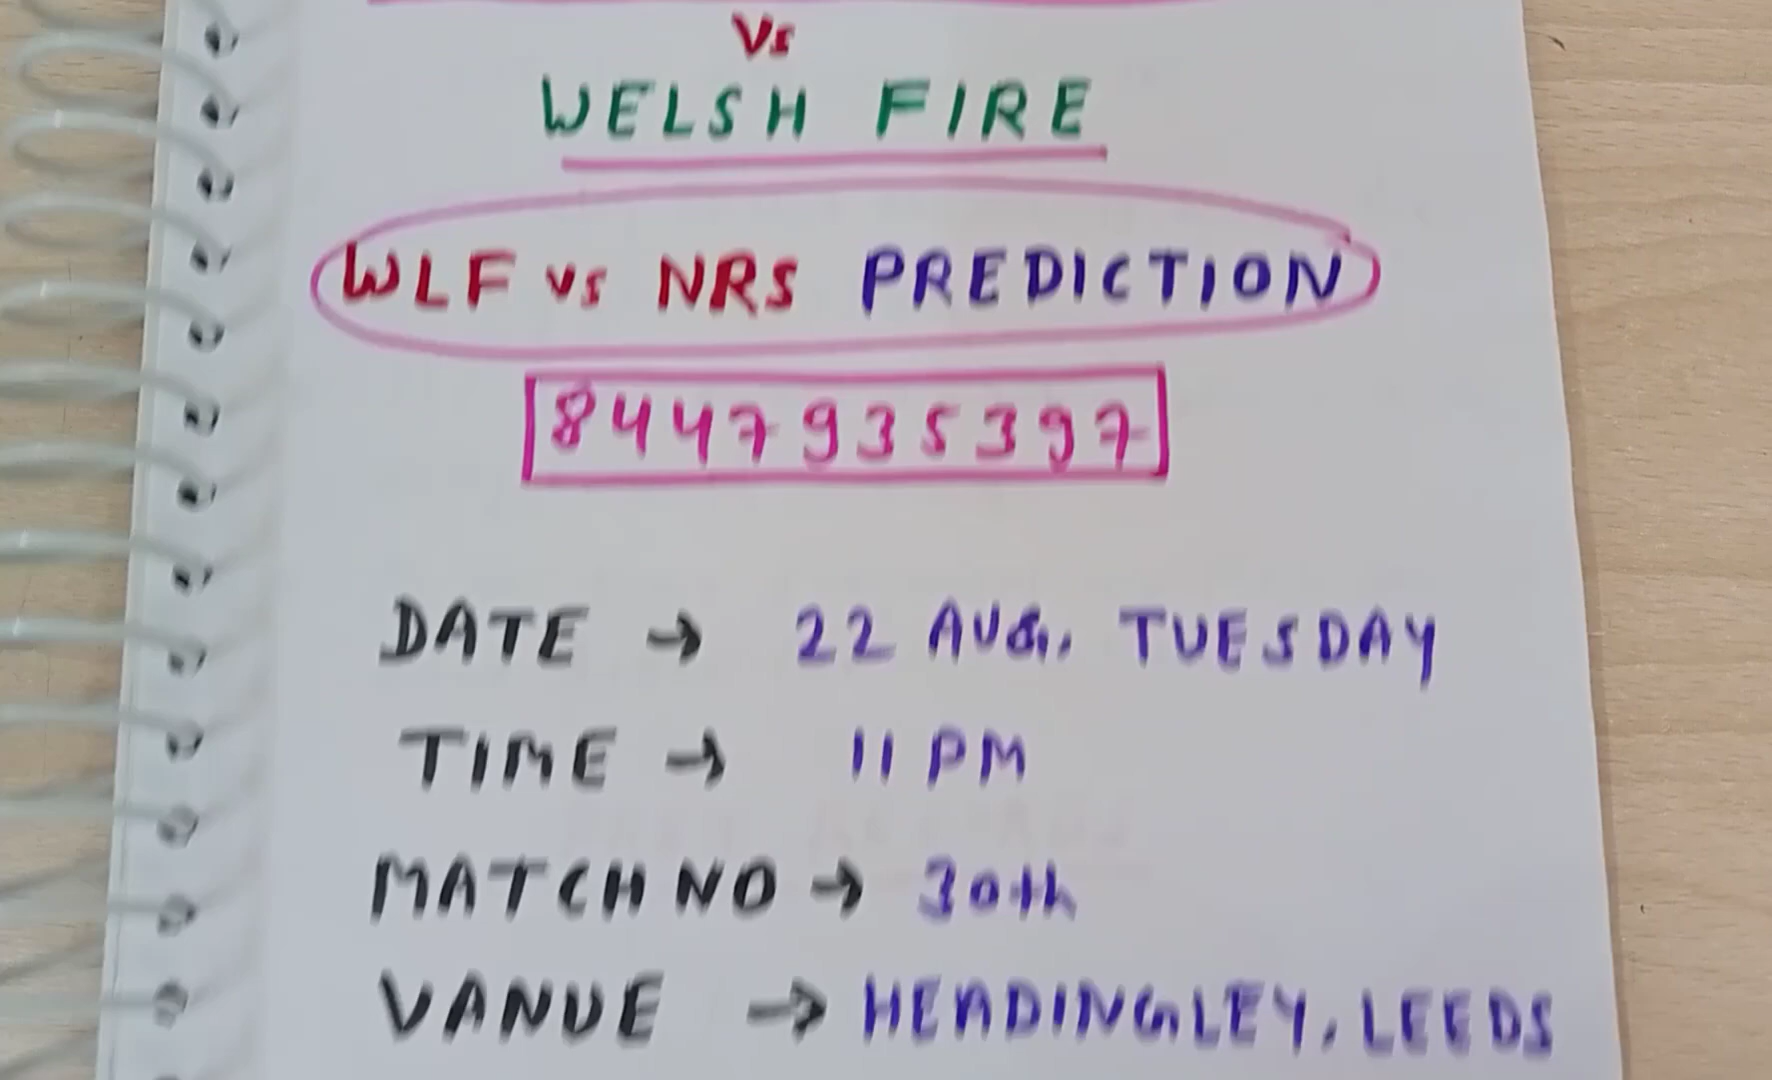 Vs
WELSH FIRE
WLF vs NRS PREDICTION
8447935397
DATE → 22 AUG. TUESDAY
TIME → 11 PM
MATCH NO → 30th
VANUE → HEADINGLEY, LEEDS